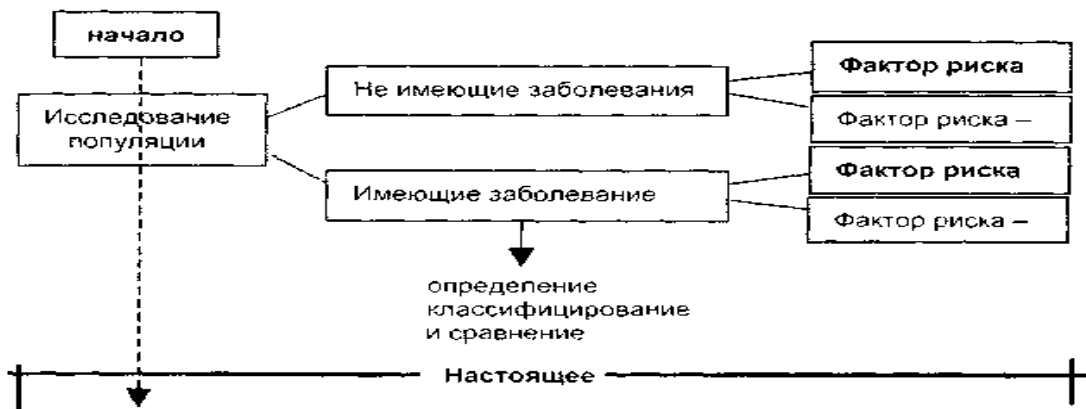 начало
Исследование
популяции
Не имеющие заболевания
Имеющие заболевание
Фактор риска
Фактор риска –
Фактор риска
Фактор риска –
определение
классифицирование
и сравнение
Настоящее